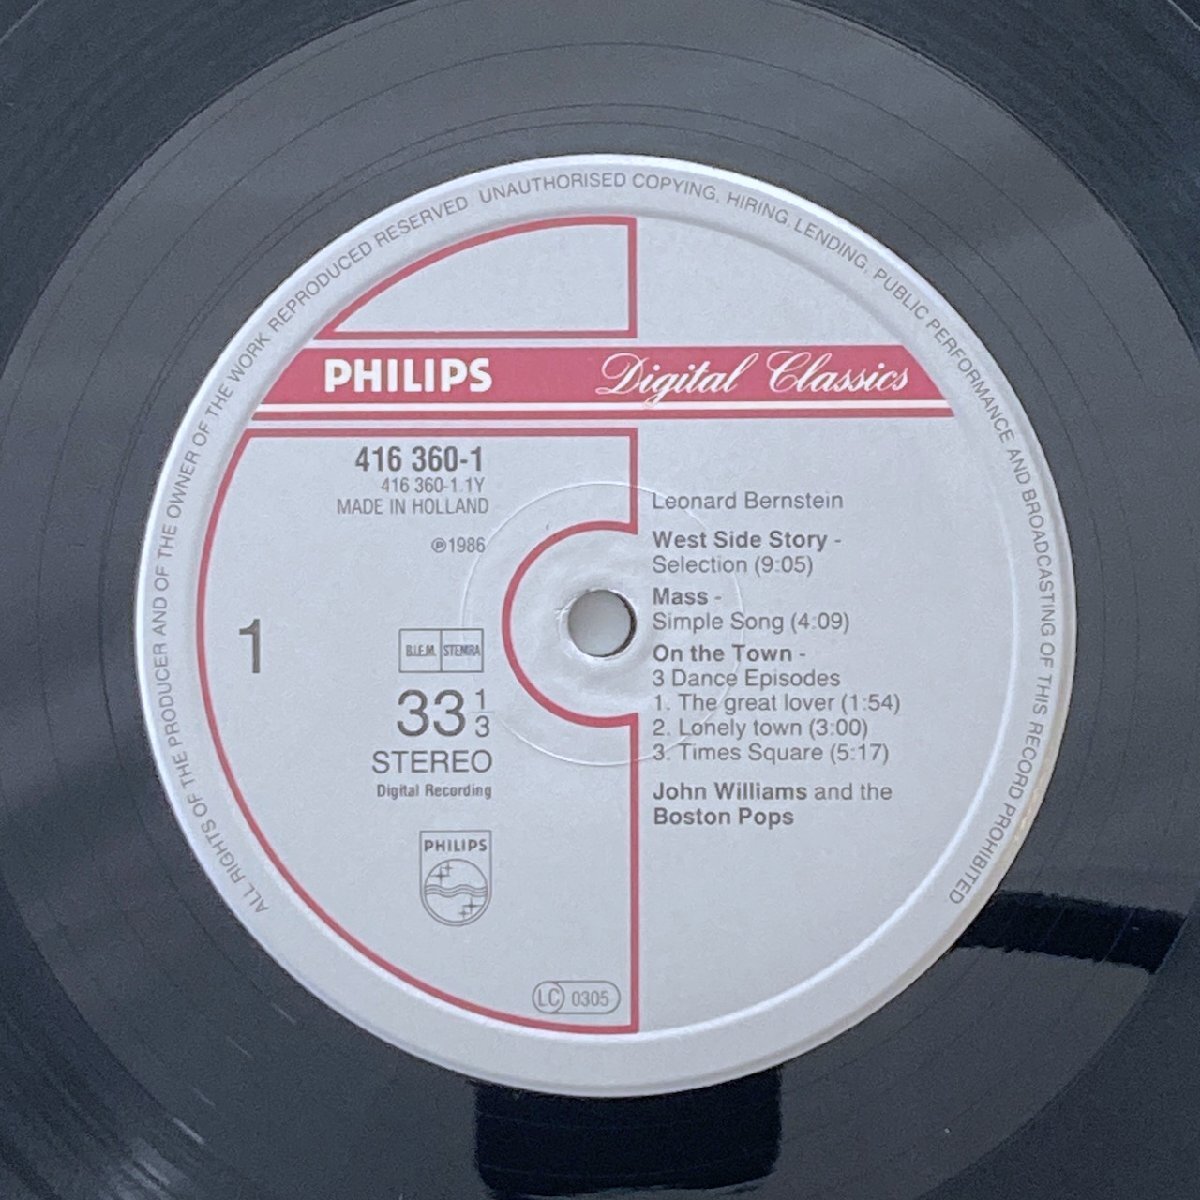 ALL RIGHTS OF THE PRODUCER AND OF THE OWNER OF THE WORK REPRODUCED RESERVED UNAUTHORISED COPYING, HIRING, LENDING, PUBLIC PERFORMANCE AND BROADCASTING OF THIS RECORD PROHIBITED
PHILIPS Digital Classics
416 360-1
416 360-1.1Y
MADE IN HOLLAND
℗1986
1
B.I.E.M. STEMRA
33 1/3
STEREO
Digital Recording
PHILIPS
LC 0305
Leonard Bernstein
West Side Story -
Selection (9:05)
Mass -
Simple Song (4:09)
On the Town -
3 Dance Episodes
1. The great lover (1:54)
2. Lonely town (3:00)
3. Times Square (5:17)
John Williams and the
Boston Pops